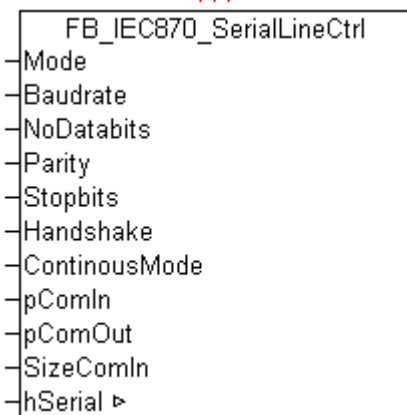 FB_IEC870_SerialLineCtrl
Mode
Baudrate
NoDatabits
Parity
Stopbits
Handshake
ContinousMode
pComIn
pComOut
SizeComIn
hSerial ▷